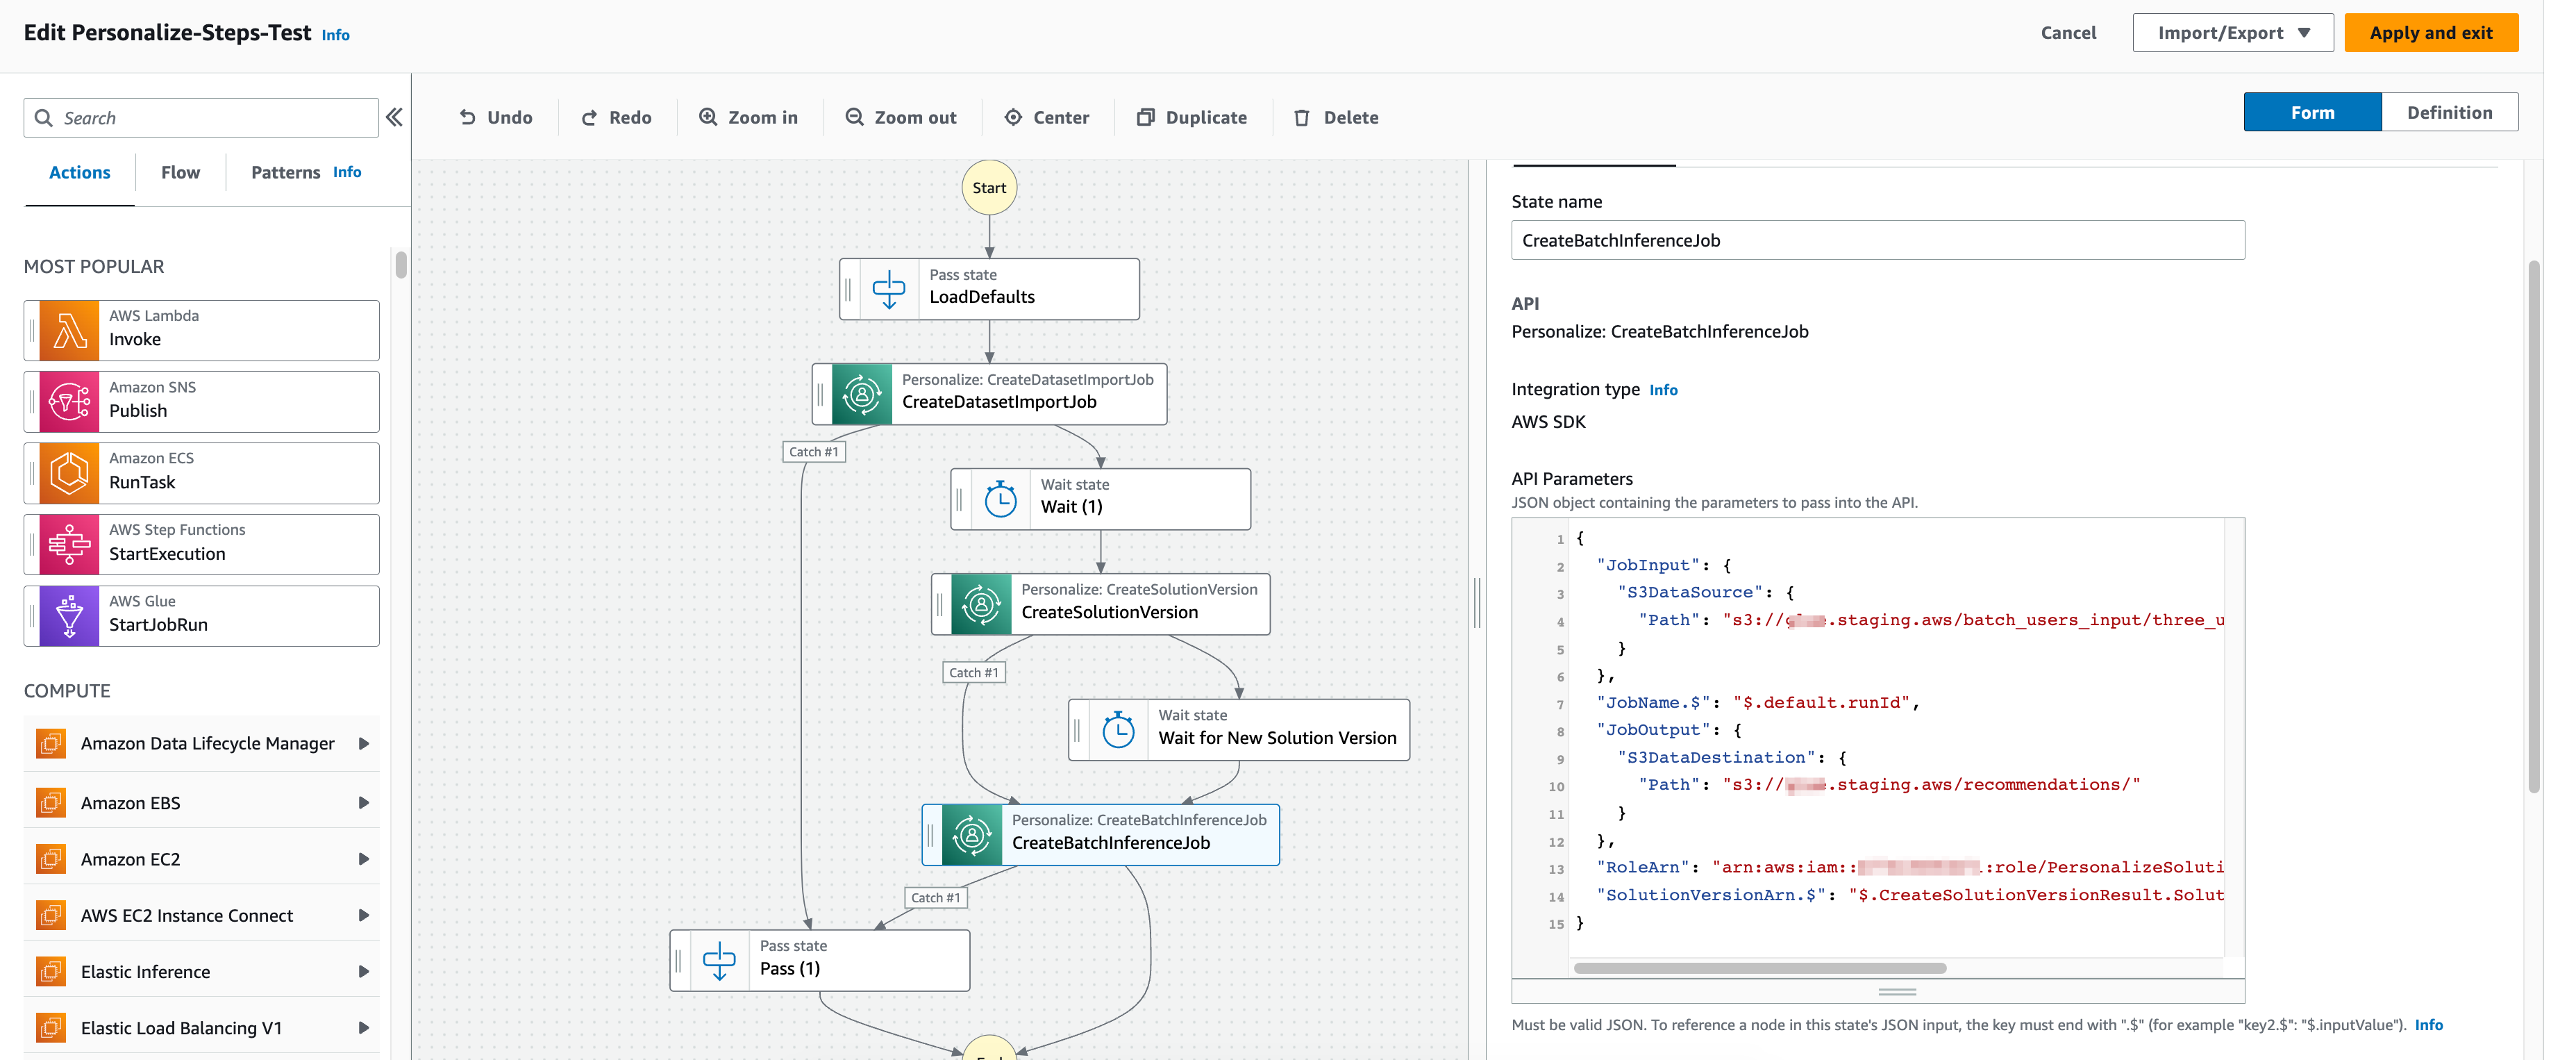 Edit Personalize-Steps-Test Info
Cancel
Import/Export
Apply and exit
Search
Undo
Redo
Zoom in
Zoom out
Center
Duplicate
Delete
Form
Definition
Actions
Flow
Patterns Info
MOST POPULAR
AWS Lambda
Invoke
Amazon SNS
Publish
Amazon ECS
RunTask
AWS Step Functions
StartExecution
AWS Glue
StartJobRun
COMPUTE
Amazon Data Lifecycle Manager
Amazon EBS
Amazon EC2
AWS EC2 Instance Connect
Elastic Inference
Elastic Load Balancing V1
Start
Pass state
LoadDefaults
Personalize: CreateDatasetImportJob
CreateDatasetImportJob
Catch #1
Wait state
Wait (1)
Personalize: CreateSolutionVersion
CreateSolutionVersion
Catch #1
Wait state
Wait for New Solution Version
Personalize: CreateBatchInferenceJob
CreateBatchInferenceJob
Catch #1
Pass state
Pass (1)
State name
CreateBatchInferenceJob
API
Personalize: CreateBatchInferenceJob
Integration type Info
AWS SDK
API Parameters
JSON object containing the parameters to pass into the API.
1 {
2 "JobInput": {
3 "S3DataSource": {
4 "Path": "s3:// .staging.aws/batch_users_input/three_u
5 }
6 },
7 "JobName.$": "$.default.runId",
8 "JobOutput": {
9 "S3DataDestination": {
10 "Path": "s3:// .staging.aws/recommendations/"
11 }
12 },
13 "RoleArn": "arn:aws:iam:: :role/PersonalizeSoluti
14 "SolutionVersionArn.$": "$.CreateSolutionVersionResult.Solut
15 }
Must be valid JSON. To reference a node in this state's JSON input, the key must end with ".$" (for example "key2.$": "$.inputValue"). Info